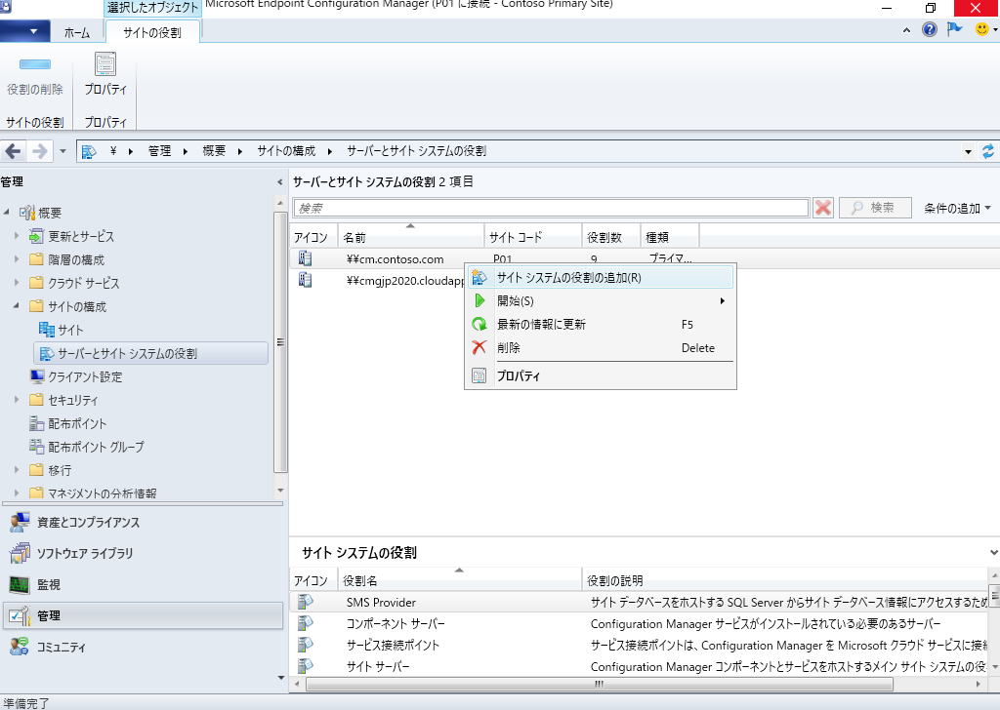 選択したオブジェクト
Microsoft Endpoint Configuration Manager (P01 に接続 - Contoso Primary Site)
ホーム
サイトの役割
役割の削除
プロパティ
サイトの役割
プロパティ
¥ 管理 概要 サイトの構成 サーバーとサイト システムの役割
管理
概要
更新とサービス
階層の構成
クラウド サービス
サイトの構成
サイト
サーバーとサイト システムの役割
クライアント設定
セキュリティ
配布ポイント
配布ポイント グループ
移行
マネジメントの分析情報
資産とコンプライアンス
ソフトウェア ライブラリ
監視
管理
コミュニティ
サーバーとサイト システムの役割 2 項目
検索
検索
条件の追加
アイコン 名前 サイト コード 役割数 種類
¥¥cm.contoso.com P01 9 プライマ...
¥¥cmgjp2020.cloudapp
サイト システムの役割の追加(R)
開始(S)
最新の情報に更新 F5
削除 Delete
プロパティ
サイト システムの役割
アイコン 役割名 役割の説明
SMS Provider サイト データベースをホストする SQL Server からサイト データベース情報にアクセスするため
コンポーネント サーバー Configuration Manager サービスがインストールされている必要のあるサーバー
サービス接続ポイント サービス接続ポイントは、Configuration Manager を Microsoft クラウド サービスに接続
サイト サーバー Configuration Manager コンポーネントとサービスをホストするメイン サイト システムの役
準備完了